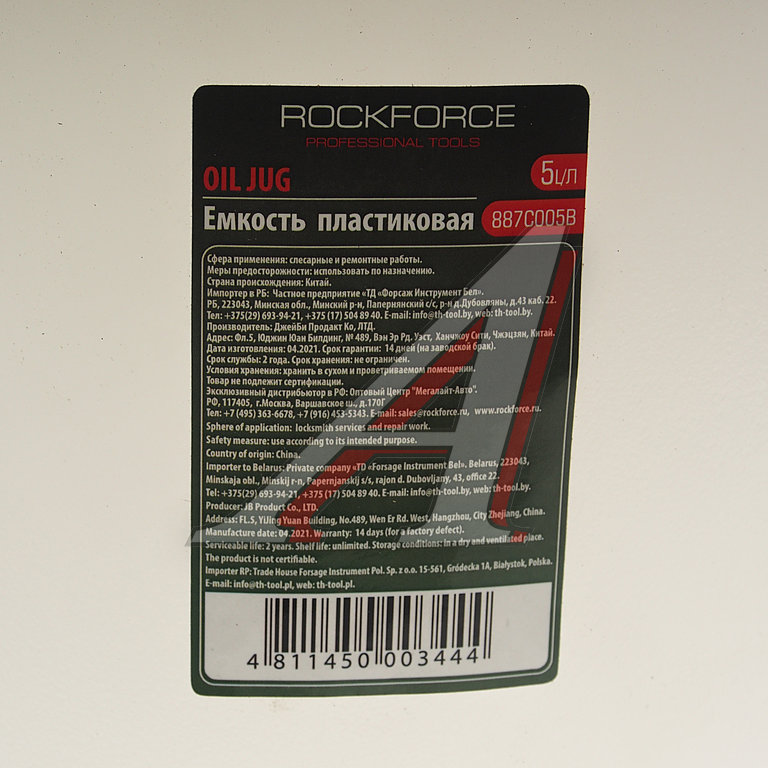 ROCKFORCE
PROFESSIONAL TOOLS
OIL JUG
5L/Л
Емкость пластиковая
887C005B
Сфера применения: слесарные и ремонтные работы.
Меры предосторожности: использовать по назначению.
Страна происхождения: Китай.
Импортер в РБ: Частное предприятие «ТД «Форсаж Инструмент Бел».
РБ, 223043, Минская обл., Минский р-н, Папернянский с/с, р-н д.Дубовляны, д.43 каб. 22.
Тел: +375(29) 693-94-21, +375 (17) 504 89 40. E-mail: info@th-tool.by, web: th-tool.by.
Производитель: ДжейБи Продакт Ко, ЛТД.
Адрес: Фл.5, Юджин Юан Билдинг, № 489, Вэн Эр Рд. Уэст, Ханчжоу Сити, Чжэцзян, Китай.
Дата изготовления: 04.2021. Срок гарантии: 14 дней (на заводской брак).
Срок службы: 2 года. Срок хранения: не ограничен.
Условия хранения: хранить в сухом и проветриваемом помещении.
Товар не подлежит сертификации.
Эксклюзивный дистрибьютор в РФ: Оптовый Центр "Мегалайт-Авто".
РФ, 117405, г.Москва, Варшавское ш., д.170Г
Тел: +7 (495) 363-6678, +7 (916) 453-5343. E-mail: sales@rockforce.ru, www.rockforce.ru.
Sphere of application: locksmith services and repair work.
Safety measure: use according to its intended purpose.
Country of origin: China.
Importer to Belarus: Private company «TD «Forsage Instrument Bel». Belarus, 223043,
Minskaja obl., Minskij r-n, Papernjanskij s/s, rajon d. Dubovljany, 43, office 22.
Tel: +375(29) 693-94-21, +375 (17) 504 89 40. E-mail: info@th-tool.by, web: th-tool.by.
Producer: JB Product Co., LTD.
Address: FL.5, YiJing Yuan Building, No.489, Wen Er Rd. West, Hangzhou, City Zhejiang, China.
Manufacture date: 04.2021. Warranty: 14 days (for a factory defect).
Serviceable life: 2 years. Shelf life: unlimited. Storage conditions: in a dry and ventilated place.
The product is not certifiable.
Importer RP: Trade House Forsage Instrument Pol. Sp. z o.o. 15-561, Gródecka 1A, Białystok, Polska.
E-mail: info@th-tool.pl, web: th-tool.pl.
4 811450 003444